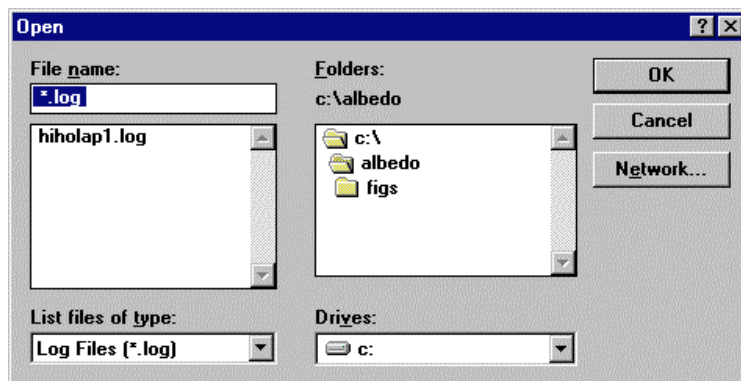 Open
File name:
*.log
hiholap1.log
List files of type:
Log Files (*.log)
Folders:
c:\albedo
c:\
albedo
figs
Drives:
c:
OK
Cancel
Network...